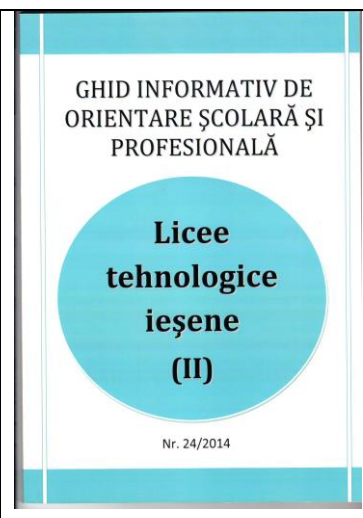 GHID INFORMATIV DE
ORIENTARE ŞCOLARĂ ŞI
PROFESIONALĂ
Licee
tehnologice
ieşene
(II)
Nr. 24/2014